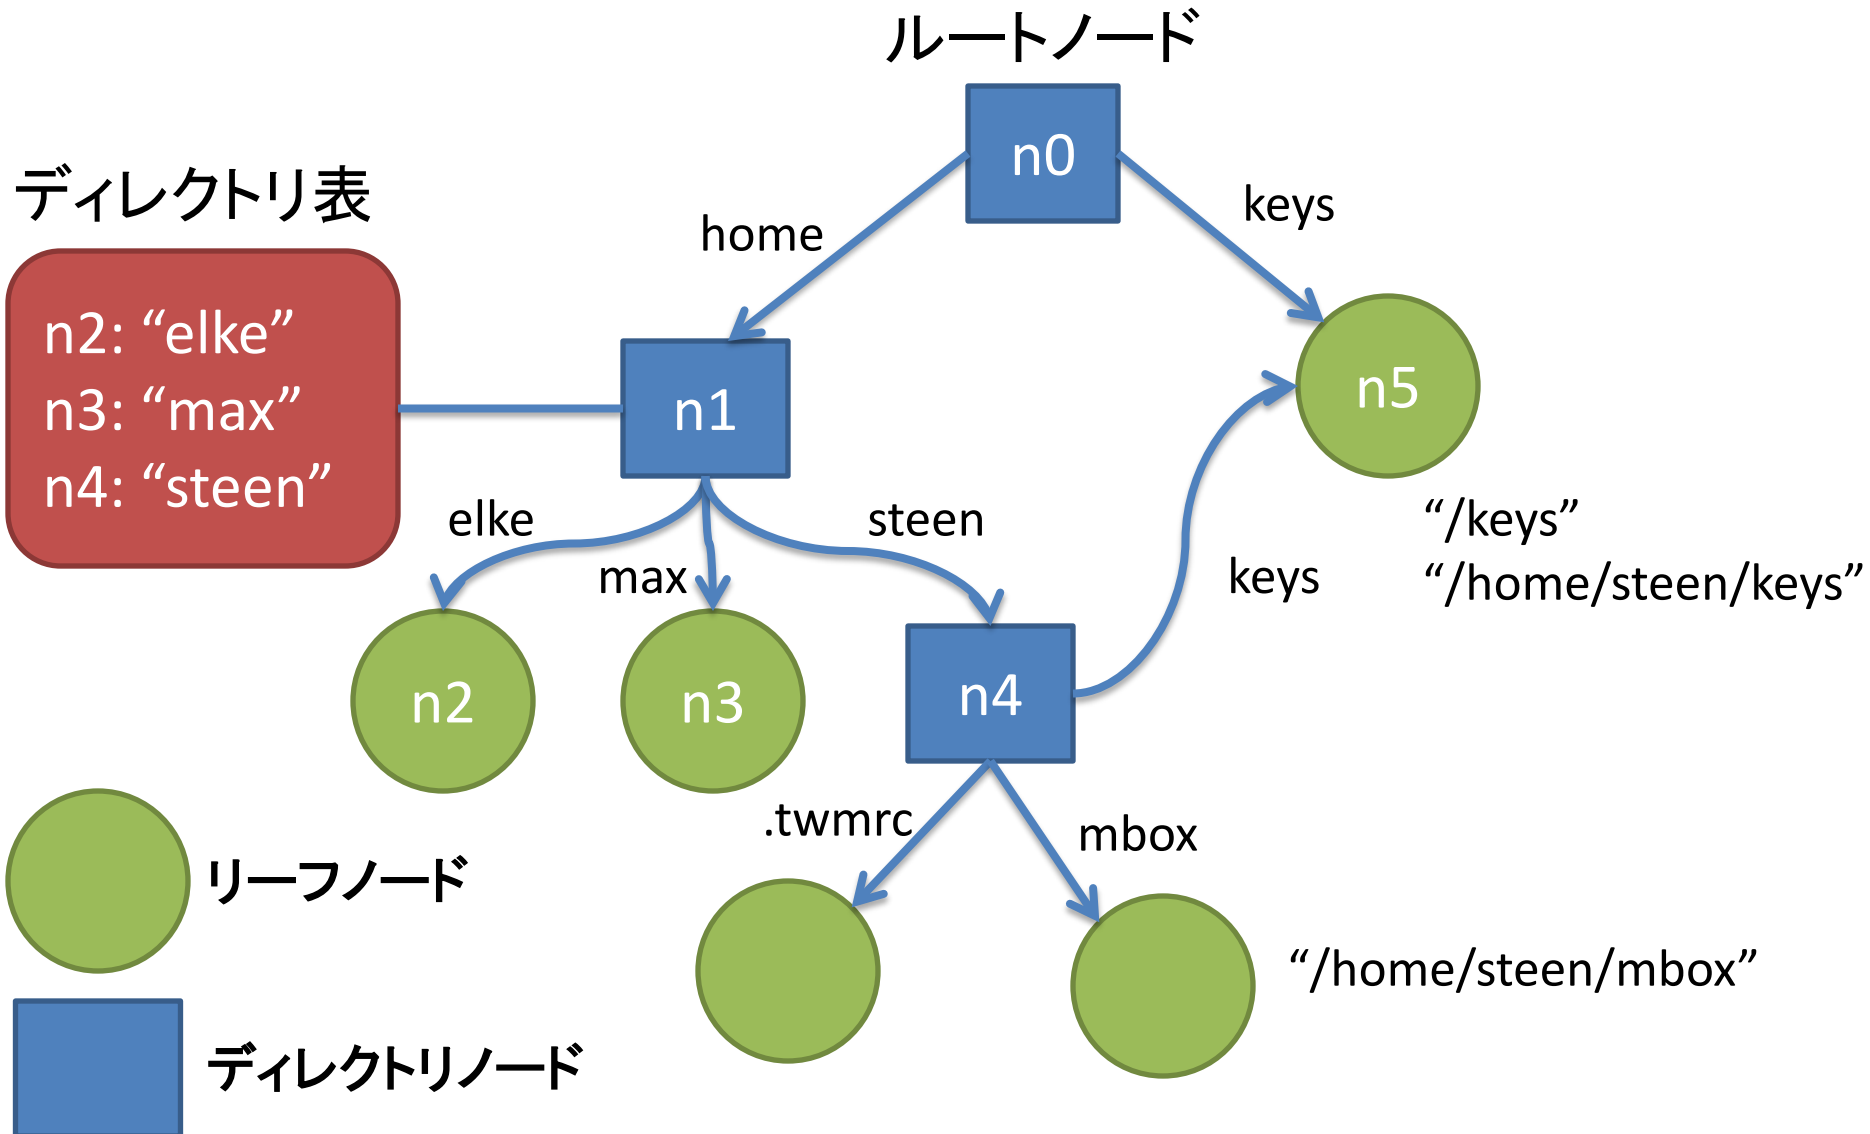 ルートノード
n0
keys
home
ディレクトリ表
n2: “elke”
n3: “max”
n4: “steen”
n1
n5
elke
steen
max
keys
“/keys”
“/home/steen/keys”
n2
n3
n4
.twmrc
mbox
リーフノード
“/home/steen/mbox”
ディレクトリノード